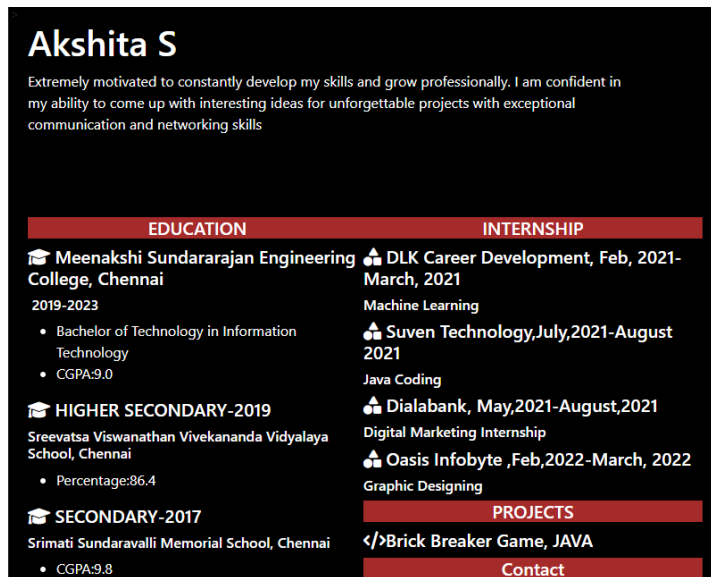 >
Akshita S
Extremely motivated to constantly develop my skills and grow professionally. I am confident in
my ability to come up with interesting ideas for unforgettable projects with exceptional
communication and networking skills
EDUCATION
Meenakshi Sundararajan Engineering
College, Chennai
2019-2023
• Bachelor of Technology in Information
Technology
• CGPA:9.0
HIGHER SECONDARY-2019
Sreevatsa Viswanathan Vivekananda Vidyalaya
School, Chennai
• Percentage:86.4
SECONDARY-2017
Srimati Sundaravalli Memorial School, Chennai
• CGPA:9.8
INTERNSHIP
DLK Career Development, Feb, 2021-
March, 2021
Machine Learning
Suven Technology,July,2021-August
2021
Java Coding
Dialabank, May,2021-August,2021
Digital Marketing Internship
Oasis Infobyte ,Feb,2022-March, 2022
Graphic Designing
PROJECTS
</>Brick Breaker Game, JAVA
Contact